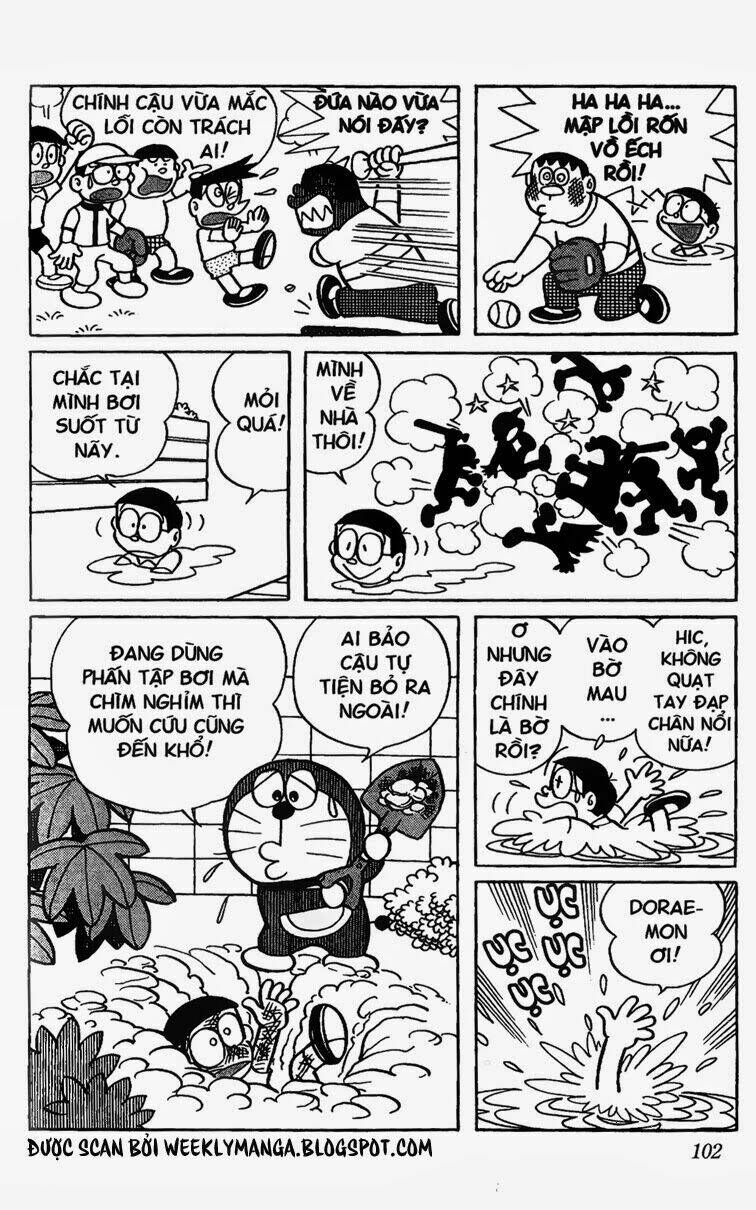 HA HA HA...
MẬP LỒI RỐN
VỒ ẾCH
RỒI!
ĐỨA NÀO VỪA
NÓI ĐẤY?
CHÍNH CẬU VỪA MẮC
LỖI CÒN TRÁCH
AI!
MÌNH
VỀ
NHÀ
THÔI!
MỎI
QUÁ!
CHẮC TẠI
MÌNH BƠI
SUỐT TỪ
NÃY.
HIC,
KHÔNG
QUẠT
TAY ĐẠP
CHÂN NỔI
NỮA!
VÀO
BỜ
MAU
...
Ơ
NHƯNG
ĐÂY
CHÍNH
LÀ BỜ
RỒI?
DORAE-
MON
ƠI!
ỤC
ỤC
ỤC
ỤC
ỤC
AI BẢO
CẬU TỰ
TIỆN BỎ RA
NGOÀI!
ĐANG DÙNG
PHẤN TẬP BƠI MÀ
CHÌM NGHỈM THÌ
MUỐN CỨU CŨNG
ĐẾN KHỔ!
ĐƯỢC SCAN BỞI WEEKLYMANGA.BLOGSPOT.COM
102